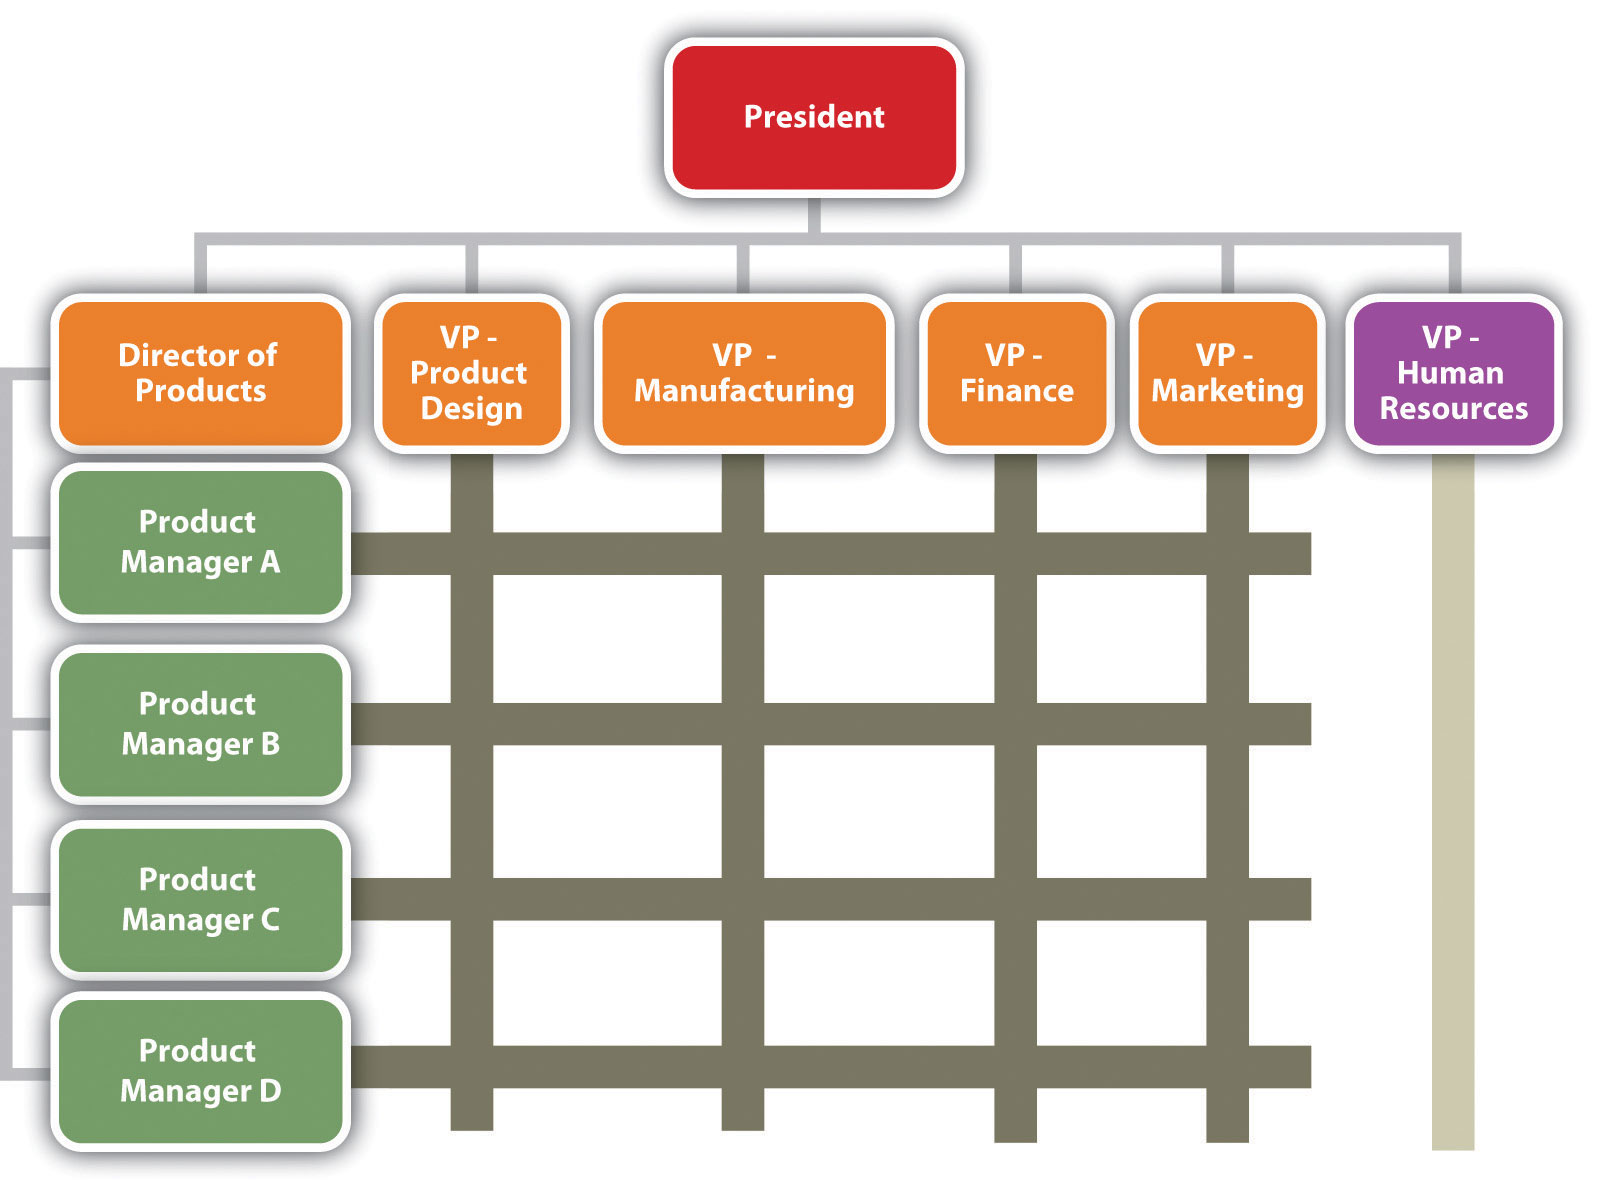 President
Director of
Products
VP -
Product
Design
VP -
Manufacturing
VP -
Finance
VP -
Marketing
VP -
Human
Resources
Product
Manager A
Product
Manager B
Product
Manager C
Product
Manager D